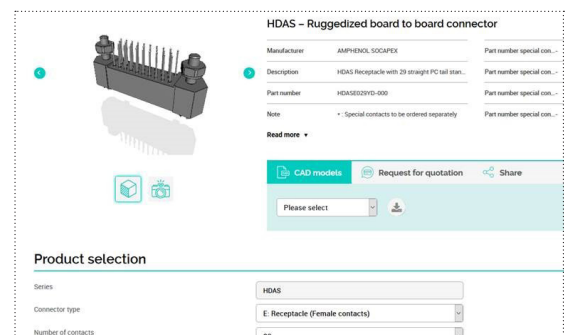 HDAS – Ruggedized board to board connector
Manufacturer AMPHENOL SOCAPEX Part number special con...-
Description HDAS Receptacle with 29 straight PC tail stan... Part number special con...-
Part number HDASE029YD-000 Part number special con...-
Note * : Special contacts to be ordered separately Part number special con...-
Read more ▾
CAD models Request for quotation Share
Please select
Product selection
Series HDAS
Connector type E: Receptacle (Female contacts)
Number of contacts